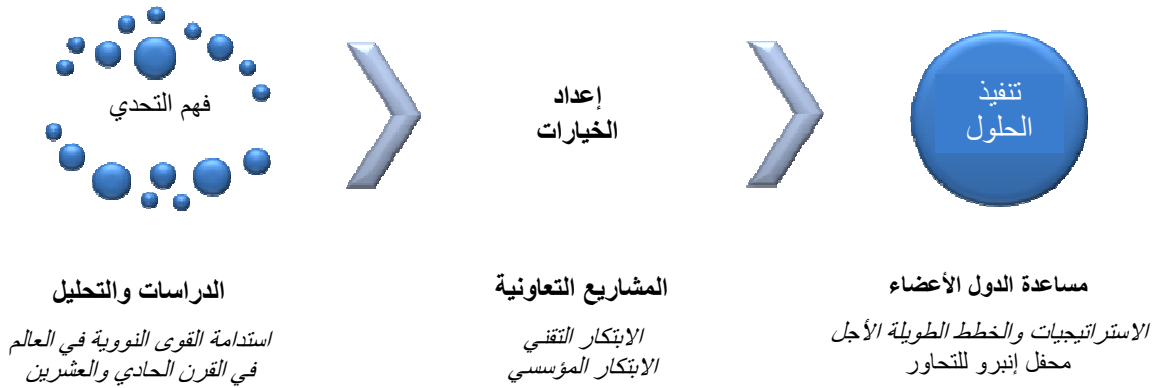 فهم التحدي
إعداد
الخيارات
تنفيذ
الحلول
الدراسات والتحليل
استدامة القوى النووية في العالم
في القرن الحادي والعشرين
المشاريع التعاونية
الابتكار التقني
الابتكار المؤسسي
مساعدة الدول الأعضاء
الاستراتيجيات والخطط الطويلة الأجل
محفل إنبرو للتحاور